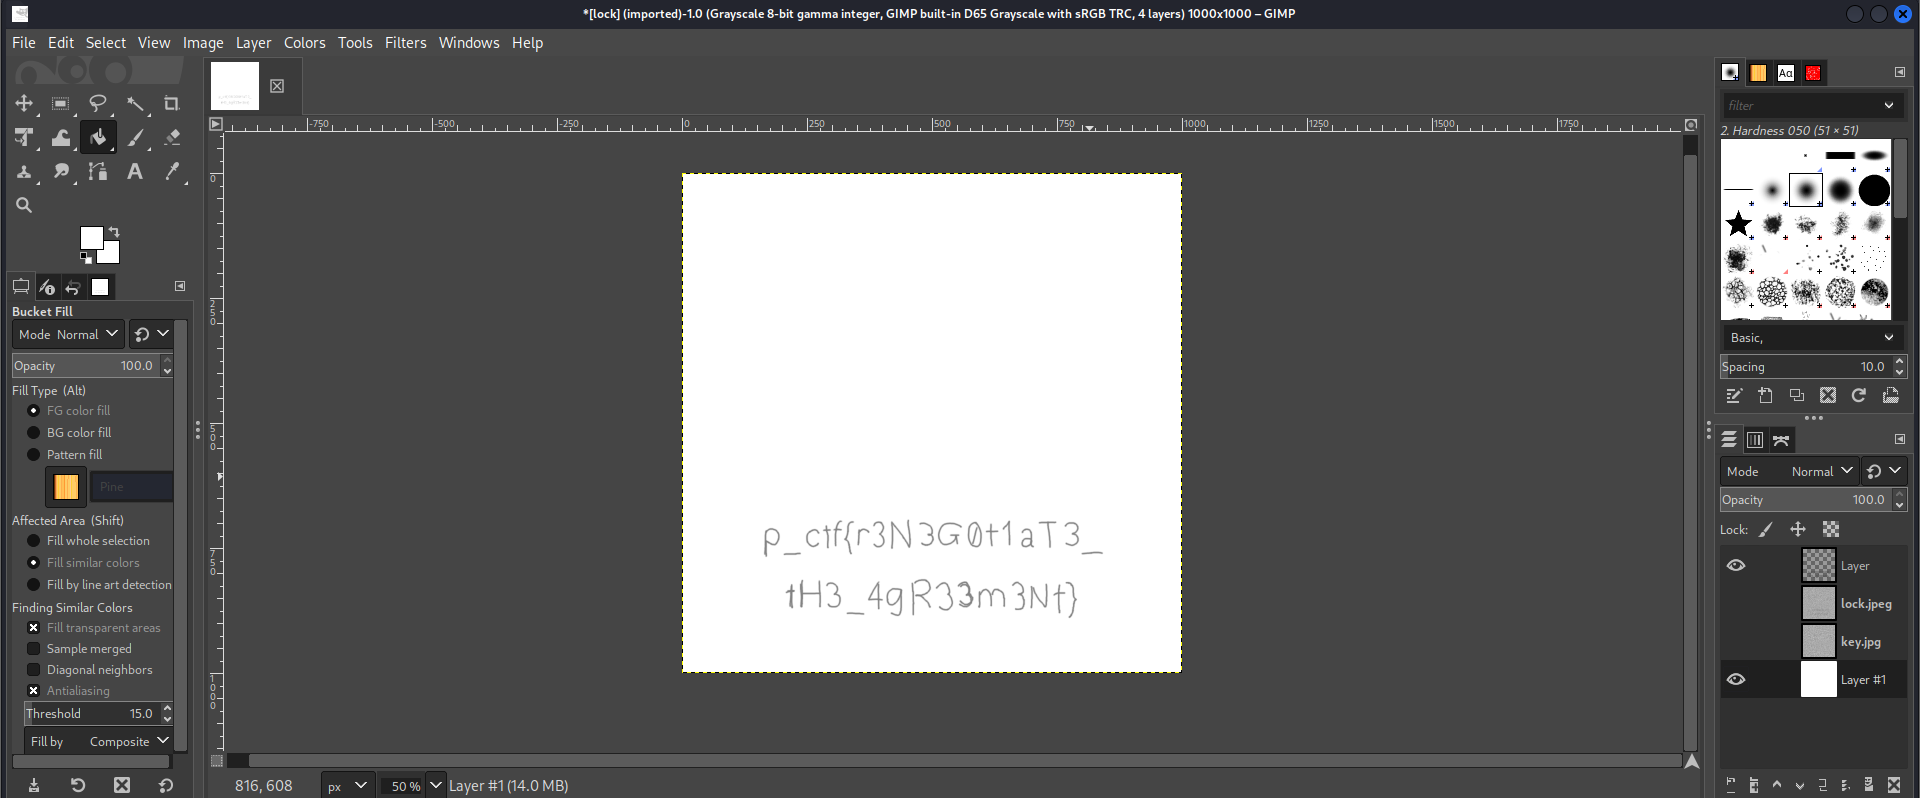 *[lock] (imported)-1.0 (Grayscale 8-bit gamma integer, GIMP built-in D65 Grayscale with sRGB TRC, 4 layers) 1000x1000 – GIMP
File Edit Select View Image Layer Colors Tools Filters Windows Help
-750 -500 -250 0 250 500 750 1000 1250 1500 1750
0
250
500
750
1000
Bucket Fill
Mode Normal
Opacity 100.0
Fill Type (Alt)
FG color fill
BG color fill
Pattern fill
Pine
Affected Area (Shift)
Fill whole selection
Fill similar colors
Fill by line art detection
Finding Similar Colors
Fill transparent areas
Sample merged
Diagonal neighbors
Antialiasing
Threshold 15.0
Fill by Composite
p_ctf{r3N3G0t1aT3_
tH3_4gR33m3Nt}
816, 608 px 50 % Layer #1 (14.0 MB)
Aa
filter
2. Hardness 050 (51 × 51)
Basic,
Spacing 10.0
Mode Normal
Opacity 100.0
Lock:
Layer
lock.jpeg
key.jpg
Layer #1